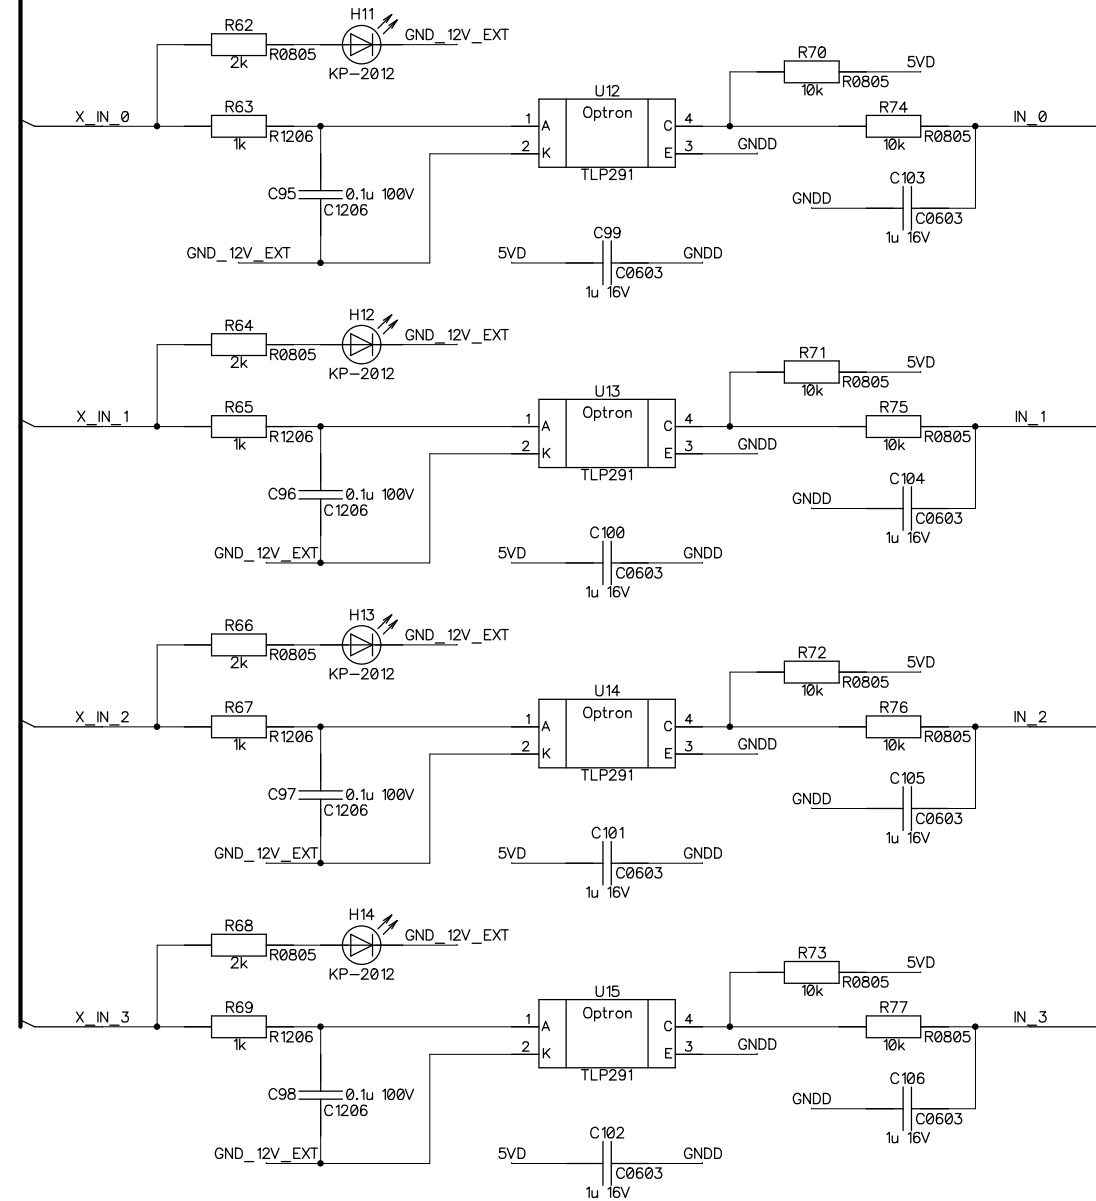 H11
R62
GND_12V_EXT
R0805
2k
KP-2012
R70
5VD
R0805
10k
X_IN_0
R63
R1206
1k
U12
1
A
Optron
C
4
2
K
E
3
GNDD
TLP291
R74
R0805
10k
IN_0
C95
0.1u 100V
C1206
C103
GNDD
C0603
1u 16V
GND_12V_EXT
C99
5VD
GNDD
C0603
1u 16V
H12
R64
GND_12V_EXT
R0805
2k
KP-2012
R71
5VD
R0805
10k
X_IN_1
R65
R1206
1k
U13
1
A
Optron
C
4
2
K
E
3
GNDD
TLP291
R75
R0805
10k
IN_1
C96
0.1u 100V
C1206
C104
GNDD
C0603
1u 16V
GND_12V_EXT
C100
5VD
GNDD
C0603
1u 16V
H13
R66
GND_12V_EXT
R0805
2k
KP-2012
R72
5VD
R0805
10k
X_IN_2
R67
R1206
1k
U14
1
A
Optron
C
4
2
K
E
3
GNDD
TLP291
R76
R0805
10k
IN_2
C97
0.1u 100V
C1206
C105
GNDD
C0603
1u 16V
GND_12V_EXT
C101
5VD
GNDD
C0603
1u 16V
H14
R68
GND_12V_EXT
R0805
2k
KP-2012
R73
5VD
R0805
10k
X_IN_3
R69
R1206
1k
U15
1
A
Optron
C
4
2
K
E
3
GNDD
TLP291
R77
R0805
10k
IN_3
C98
0.1u 100V
C1206
C106
GNDD
C0603
1u 16V
GND_12V_EXT
C102
5VD
GNDD
C0603
1u 16V